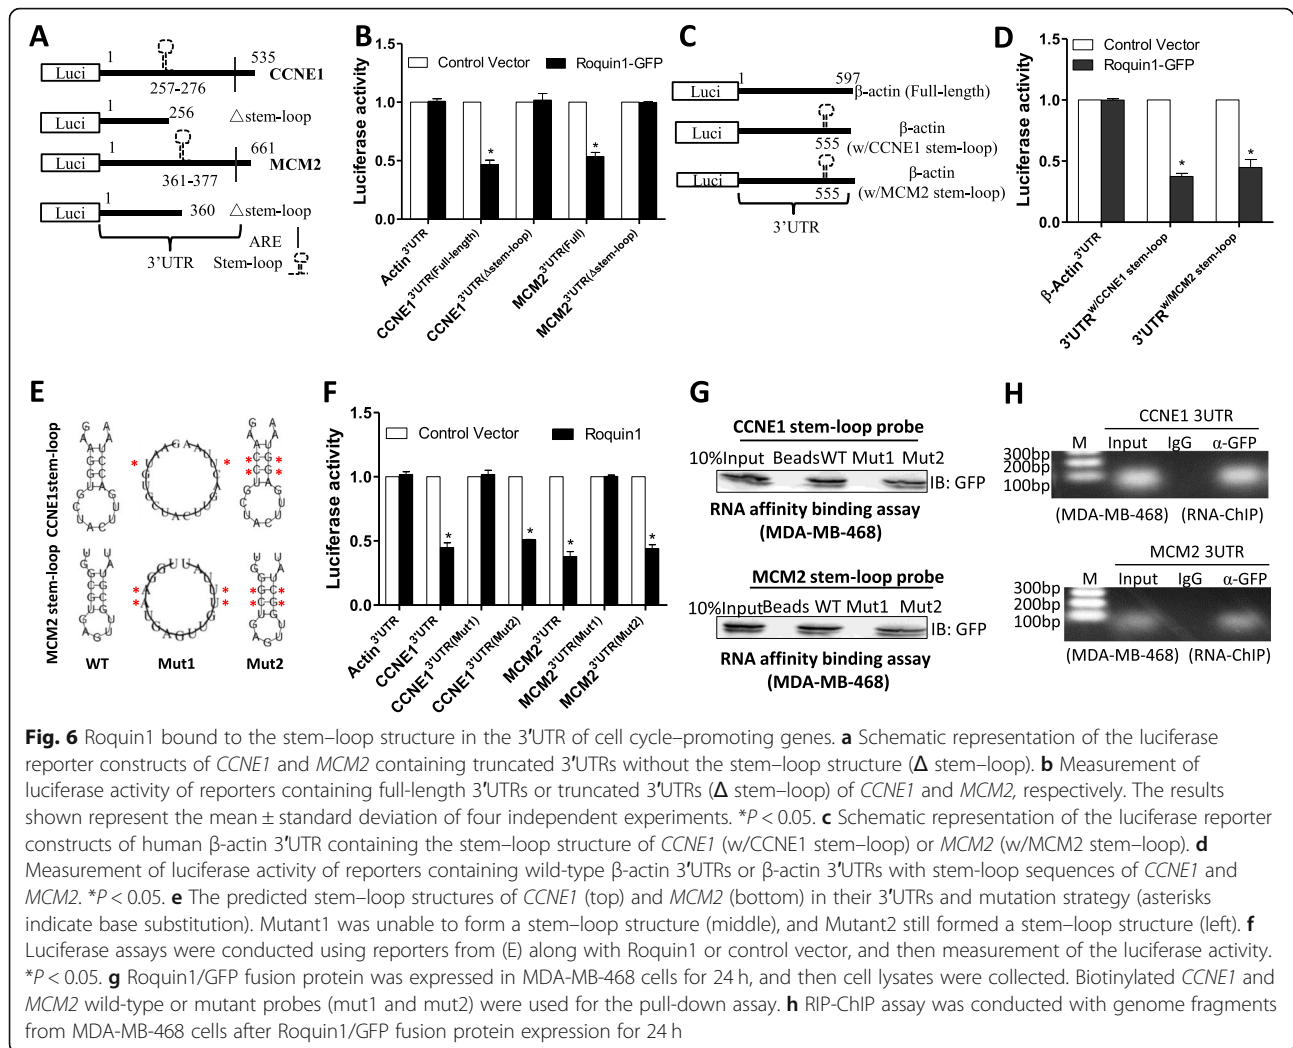 A
1
535
Luci
CCNE1
257-276
256
Luci
△stem-loop
1
661
Luci
MCM2
361-377
1
Luci
360
△stem-loop
ARE
3'UTR
Stem-loop
B
Control Vector
Roquin1-GFP
Luciferase activity
1.5
1.0
0.5
0.0
*
*
Actin3'UTR
CCNE13'UTR(Full-length)
CCNE13'UTR(Δstem-loop)
MCM23'UTR(Full)
MCM23'UTR(Δstem-loop)
C
1
597
Luci
β-actin (Full-length)
Luci
555
β-actin
(w/CCNE1 stem-loop)
Luci
555
β-actin
(w/MCM2 stem-loop)
3'UTR
D
Control Vector
Roquin1-GFP
Luciferase activity
1.5
1.0
0.5
0.0
*
*
β-Actin3'UTR
3'UTRw/CCNE1 stem-loop
3'UTRw/MCM2 stem-loop
E
CCNE1stem-loop
MCM2 stem-loop
WT
Mut1
Mut2
F
Control Vector
Roquin1
Luciferase activity
1.5
1.0
0.5
0.0
*
*
*
*
Actin3'UTR
CCNE13'UTR
CCNE13'UTR(Mut1)
CCNE13'UTR(Mut2)
MCM23'UTR
MCM23'UTR(Mut1)
MCM23'UTR(Mut2)
G
CCNE1 stem-loop probe
10%Input BeadsWT Mut1 Mut2
IB: GFP
RNA affinity binding assay
(MDA-MB-468)
MCM2 stem-loop probe
10%Input Beads WT Mut1 Mut2
IB: GFP
RNA affinity binding assay
(MDA-MB-468)
H
CCNE1 3UTR
M Input IgG α-GFP
300bp
200bp
100bp
(MDA-MB-468) (RNA-ChIP)
MCM2 3UTR
M Input IgG α-GFP
300bp
200bp
100bp
(MDA-MB-468) (RNA-ChIP)
Fig. 6 Roquin1 bound to the stem–loop structure in the 3′UTR of cell cycle–promoting genes. a Schematic representation of the luciferase
reporter constructs of CCNE1 and MCM2 containing truncated 3′UTRs without the stem–loop structure (Δ stem–loop). b Measurement of
luciferase activity of reporters containing full-length 3′UTRs or truncated 3′UTRs (Δ stem–loop) of CCNE1 and MCM2, respectively. The results
shown represent the mean ± standard deviation of four independent experiments. *P < 0.05. c Schematic representation of the luciferase reporter
constructs of human β-actin 3′UTR containing the stem–loop structure of CCNE1 (w/CCNE1 stem–loop) or MCM2 (w/MCM2 stem–loop). d
Measurement of luciferase activity of reporters containing wild-type β-actin 3′UTRs or β-actin 3′UTRs with stem-loop sequences of CCNE1 and
MCM2. *P < 0.05. e The predicted stem–loop structures of CCNE1 (top) and MCM2 (bottom) in their 3′UTRs and mutation strategy (asterisks
indicate base substitution). Mutant1 was unable to form a stem–loop structure (middle), and Mutant2 still formed a stem–loop structure (left). f
Luciferase assays were conducted using reporters from (E) along with Roquin1 or control vector, and then measurement of the luciferase activity.
*P < 0.05. g Roquin1/GFP fusion protein was expressed in MDA-MB-468 cells for 24 h, and then cell lysates were collected. Biotinylated CCNE1 and
MCM2 wild-type or mutant probes (mut1 and mut2) were used for the pull-down assay. h RIP-ChIP assay was conducted with genome fragments
from MDA-MB-468 cells after Roquin1/GFP fusion protein expression for 24 h